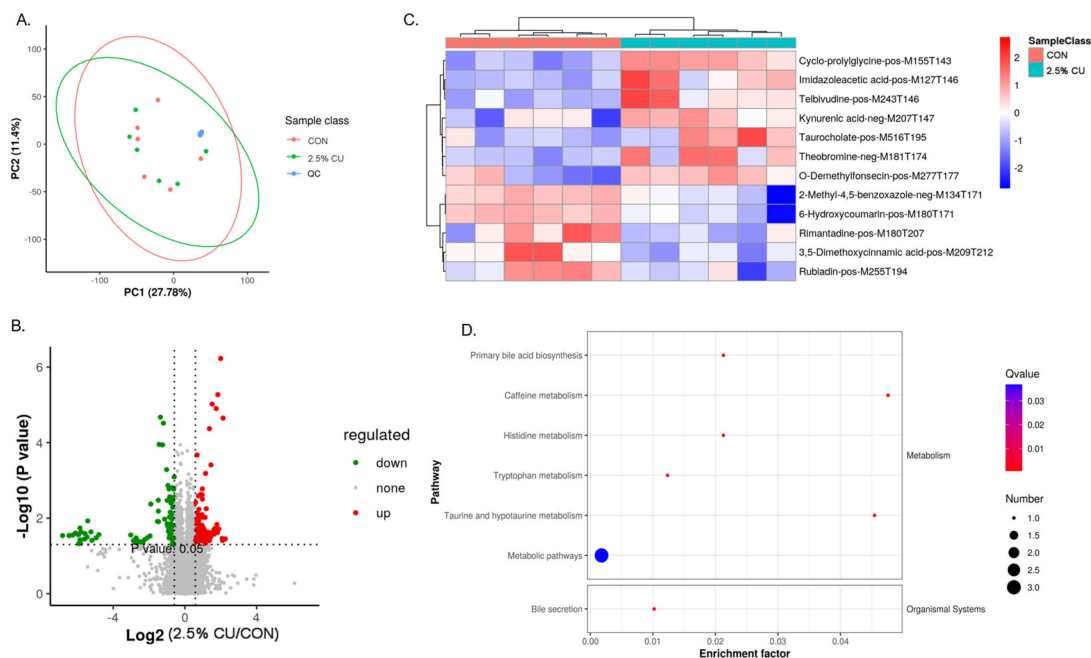 A.
100
50
0
-50
-100
PC2 (11.4%)
-100
0
100
PC1 (27.78%)
Sample class
CON
2.5% CU
QC
B.
6
4
2
0
-Log10 (P value)
P value: 0.05
-4
0
4
Log2 (2.5% CU/CON)
regulated
down
none
up
C.
Cyclo-prolylglycine-pos-M155T143
Imidazoleacetic acid-pos-M127T146
Telbivudine-pos-M243T146
Kynurenic acid-neg-M207T147
Taurocholate-pos-M516T195
Theobromine-neg-M181T174
O-Demethylfonsecin-pos-M277T177
2-Methyl-4,5-benzoxazole-neg-M134T171
6-Hydroxycoumarin-pos-M180T171
Rimantadine-pos-M180T207
3,5-Dimethoxycinnamic acid-pos-M209T212
Rubiadin-pos-M255T194
2
1
0
-1
-2
SampleClass
CON
2.5% CU
D.
Pathway
Primary bile acid biosynthesis
Caffeine metabolism
Histidine metabolism
Tryptophan metabolism
Taurine and hypotaurine metabolism
Metabolic pathways
Bile secretion
Metabolism
Organismal Systems
0.00
0.01
0.02
0.03
0.04
Enrichment factor
Qvalue
0.03
0.02
0.01
Number
1.0
1.5
2.0
2.5
3.0